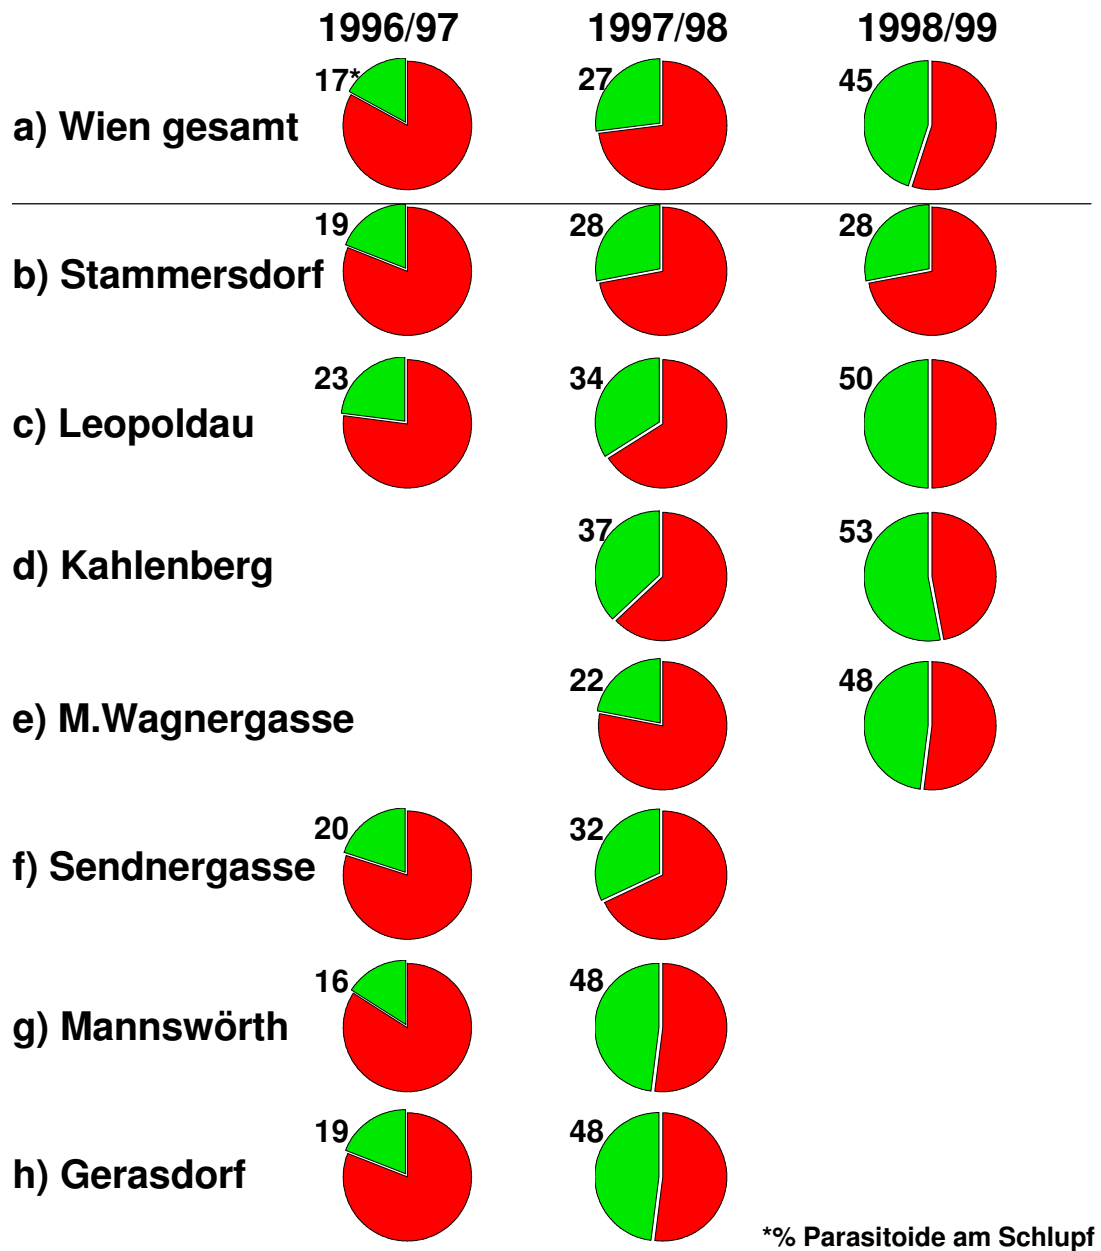 1996/97 1997/98 1998/99
17* 27 45
a) Wien gesamt
19 28 28
b) Stammersdorf
23 34 50
c) Leopoldau
37 53
d) Kahlenberg
22 48
e) M.Wagnergasse
20 32
f) Sendnergasse
16 48
g) Mannswörth
19 48
h) Gerasdorf
*% Parasitoide am Schlupf